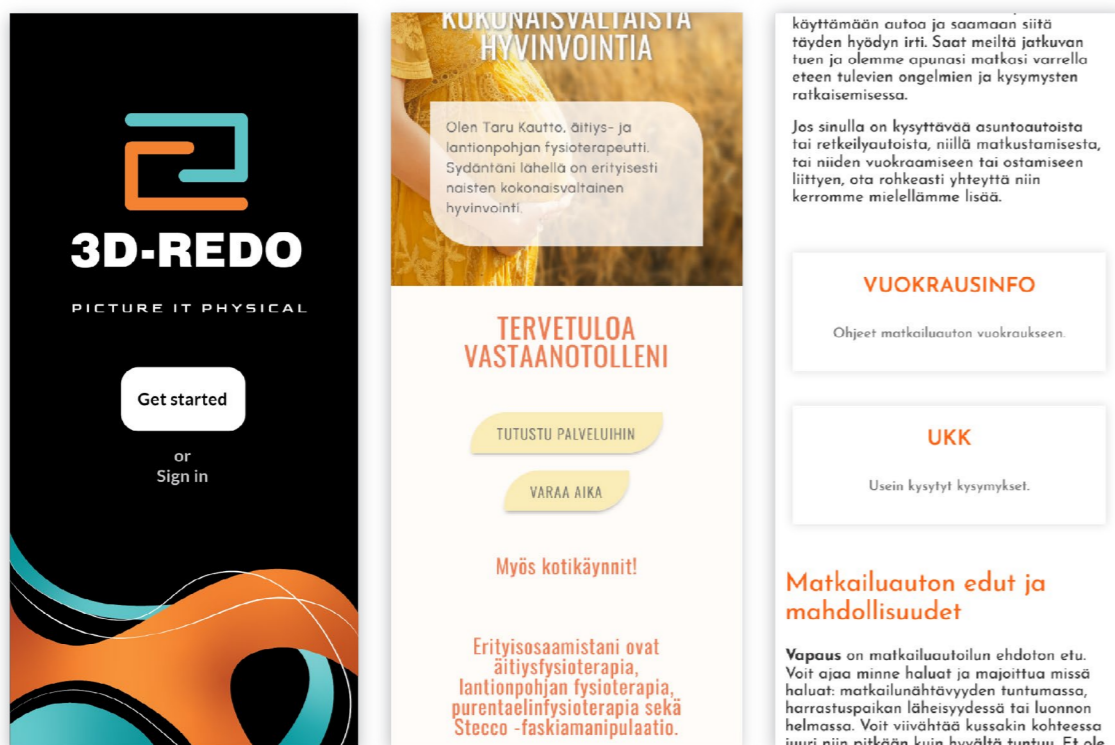 3D-REDO
PICTURE IT PHYSICAL
Get started
or
Sign in
KOKONAISVALTAISTA
HYVINVOINTIA
Olen Taru Kautto, äitiys- ja
lantionpohjan fysioterapeutti.
Sydäntäni lähellä on erityisesti
naisten kokonaisvaltainen
hyvinvointi.
TERVETULOA
VASTAANOTOLLENI
TUTUSTU PALVELUIHIN
VARAA AIKA
Myös kotikäynnit!
Erityisosaamistani ovat
äitiysfysioterapia,
lantionpohjan fysioterapia,
purentaelinfysioterapia sekä
Stecco -faskiamanipulaatio.
käyttämään autoa ja saamaan siitä
täyden hyödyn irti. Saat meiltä jatkuvan
tuen ja olemme apunasi matkasi varrella
eteen tulevien ongelmien ja kysymysten
ratkaisemisessa.
Jos sinulla on kysyttävää asuntoautoista
tai retkeilyautoista, niillä matkustamisesta,
tai niiden vuokraamiseen tai ostamiseen
liittyen, ota rohkeasti yhteyttä niin
kerromme mielellämme lisää.
VUOKRAUSINFO
Ohjeet matkailuauton vuokraukseen.
UKK
Usein kysytyt kysymykset.
Matkailuauton edut ja
mahdollisuudet
Vapaus on matkailuautoilun ehdoton etu.
Voit ajaa minne haluat ja majoittua missä
haluat: matkailunähtävyyden tuntumassa,
harrastuspaikan läheisyydessä tai luonnon
helmassa. Voit viivähtää kussakin kohteessa
juuri niin pitkään kuin hyvältä tuntuu. Et ole